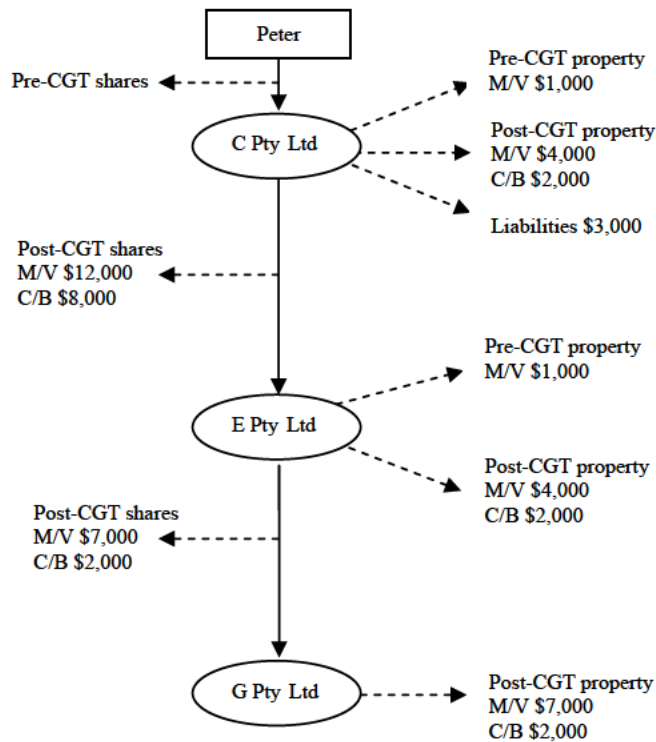 Peter
Pre-CGT shares
Pre-CGT property
M/V $1,000
C Pty Ltd
Post-CGT property
M/V $4,000
C/B $2,000
Liabilities $3,000
Post-CGT shares
M/V $12,000
C/B $8,000
Pre-CGT property
M/V $1,000
E Pty Ltd
Post-CGT property
M/V $4,000
C/B $2,000
Post-CGT shares
M/V $7,000
C/B $2,000
G Pty Ltd
Post-CGT property
M/V $7,000
C/B $2,000